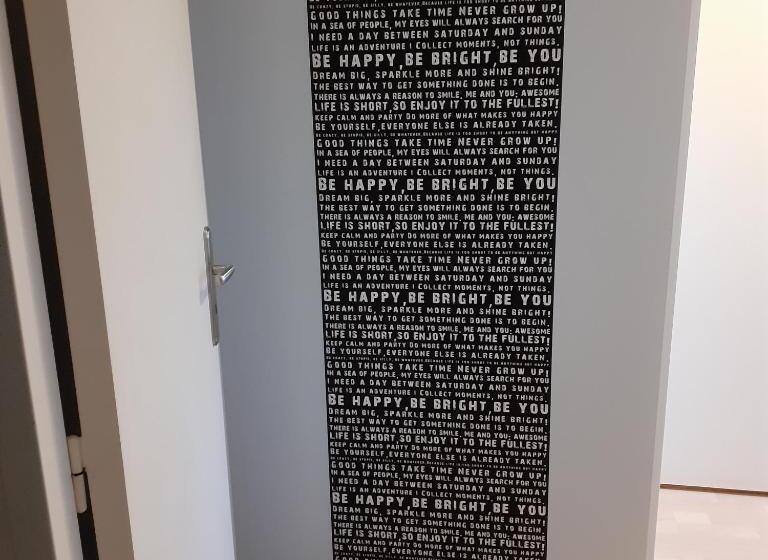 GOOD THINGS TAKE TIME NEVER GROW UP!
IN A SEA OF PEOPLE, MY EYES WILL ALWAYS SEARCH FOR YOU
I NEED A DAY BETWEEN SATURDAY AND SUNDAY
LIFE IS AN ADVENTURE I COLLECT MOMENTS, NOT THINGS.
BE HAPPY,BE BRIGHT,BE YOU
DREAM BIG, SPARKLE MORE AND SHINE BRIGHT!
THE BEST WAY TO GET SOMETHING DONE IS TO BEGIN.
THERE IS ALWAYS A REASON TO SMILE. ME AND YOU: AWESOME
LIFE IS SHORT,SO ENJOY IT TO THE FULLEST!
KEEP CALM AND PARTY DO MORE OF WHAT MAKES YOU HAPPY
BE YOURSELF,EVERYONE ELSE IS ALREADY TAKEN.
BE CRAZY, BE STUPID, BE SILLY, BE WHATEVER.BECAUSE LIFE IS TOO SHORT TO BE ANYTHING BUT HAPPY
GOOD THINGS TAKE TIME NEVER GROW UP!
IN A SEA OF PEOPLE, MY EYES WILL ALWAYS SEARCH FOR YOU
I NEED A DAY BETWEEN SATURDAY AND SUNDAY
LIFE IS AN ADVENTURE I COLLECT MOMENTS, NOT THINGS.
BE HAPPY,BE BRIGHT,BE YOU
DREAM BIG, SPARKLE MORE AND SHINE BRIGHT!
THE BEST WAY TO GET SOMETHING DONE IS TO BEGIN.
THERE IS ALWAYS A REASON TO SMILE. ME AND YOU: AWESOME
LIFE IS SHORT,SO ENJOY IT TO THE FULLEST!
KEEP CALM AND PARTY DO MORE OF WHAT MAKES YOU HAPPY
BE YOURSELF,EVERYONE ELSE IS ALREADY TAKEN.
GOOD THINGS TAKE TIME NEVER GROW UP!
IN A SEA OF PEOPLE, MY EYES WILL ALWAYS SEARCH FOR YOU
I NEED A DAY BETWEEN SATURDAY AND SUNDAY
LIFE IS AN ADVENTURE I COLLECT MOMENTS, NOT THINGS.
BE HAPPY,BE BRIGHT,BE YOU
DREAM BIG, SPARKLE MORE AND SHINE BRIGHT!
THE BEST WAY TO GET SOMETHING DONE IS TO BEGIN.
THERE IS ALWAYS A REASON TO SMILE. ME AND YOU: AWESOME
LIFE IS SHORT,SO ENJOY IT TO THE FULLEST!
KEEP CALM AND PARTY DO MORE OF WHAT MAKES YOU HAPPY
BE YOURSELF,EVERYONE ELSE IS ALREADY TAKEN.
GOOD THINGS TAKE TIME NEVER GROW UP!
IN A SEA OF PEOPLE, MY EYES WILL ALWAYS SEARCH FOR YOU
I NEED A DAY BETWEEN SATURDAY AND SUNDAY
LIFE IS AN ADVENTURE I COLLECT MOMENTS, NOT THINGS.
BE HAPPY,BE BRIGHT,BE YOU
DREAM BIG, SPARKLE MORE AND SHINE BRIGHT!
THE BEST WAY TO GET SOMETHING DONE IS TO BEGIN.
THERE IS ALWAYS A REASON TO SMILE. ME AND YOU: AWESOME
LIFE IS SHORT,SO ENJOY IT TO THE FULLEST!
KEEP CALM AND PARTY DO MORE OF WHAT MAKES YOU HAPPY
BE YOURSELF,EVERYONE ELSE IS ALREADY TAKEN.
GOOD THINGS TAKE TIME NEVER GROW UP!
IN A SEA OF PEOPLE, MY EYES WILL ALWAYS SEARCH FOR YOU
I NEED A DAY BETWEEN SATURDAY AND SUNDAY
LIFE IS AN ADVENTURE I COLLECT MOMENTS, NOT THINGS.
BE HAPPY,BE BRIGHT,BE YOU
DREAM BIG, SPARKLE MORE AND SHINE BRIGHT!
THE BEST WAY TO GET SOMETHING DONE IS TO BEGIN.
THERE IS ALWAYS A REASON TO SMILE. ME AND YOU: AWESOME
LIFE IS SHORT,SO ENJOY IT TO THE FULLEST!
KEEP CALM AND PARTY DO MORE OF WHAT MAKES YOU HAPPY
BE YOURSELF,EVERYONE ELSE IS ALREADY TAKEN.